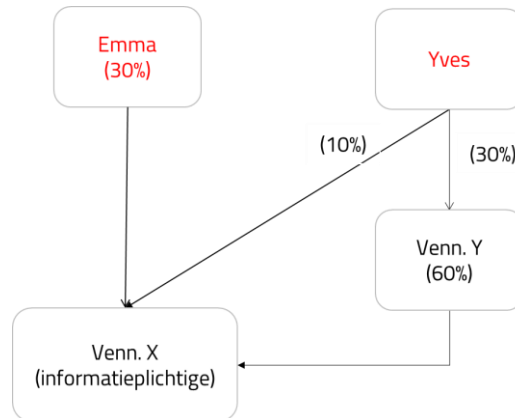 Emma
(30%)
Yves
(10%)
(30%)
Venn. Y
(60%)
Venn. X
(informatieplichtige)